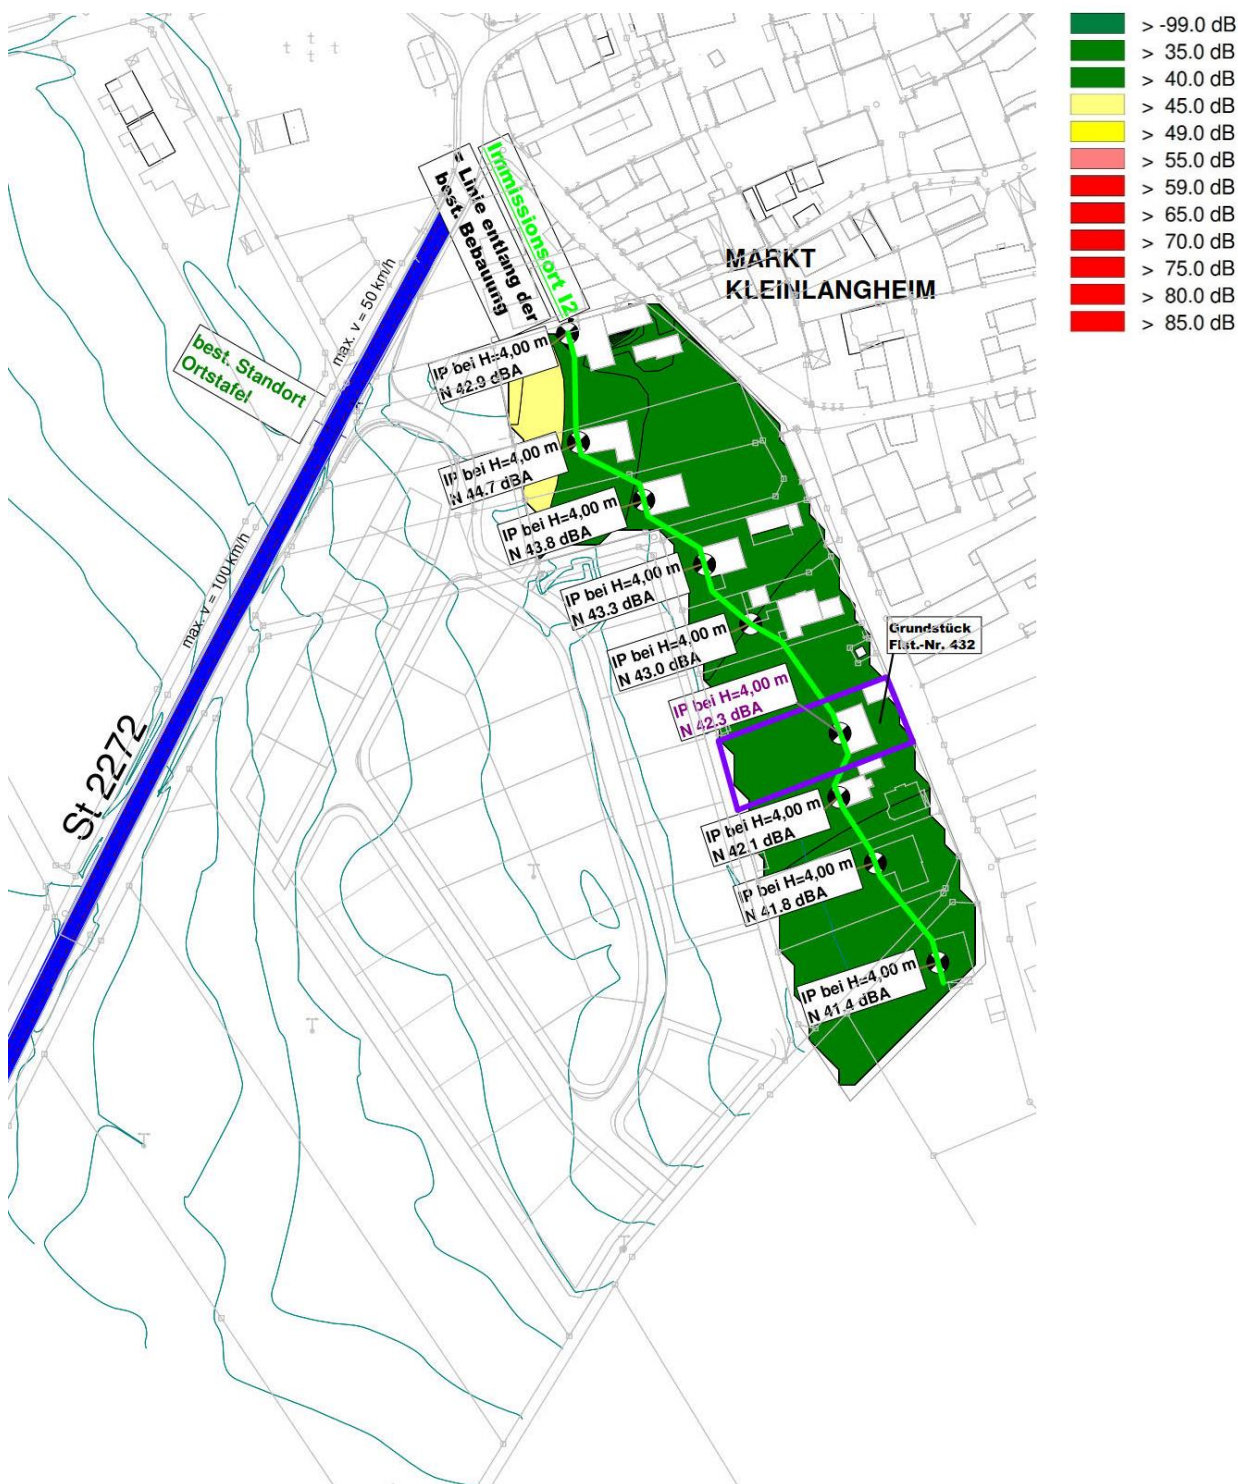 > -99.0 dB
> 35.0 dB
> 40.0 dB
> 45.0 dB
> 49.0 dB
> 55.0 dB
> 59.0 dB
> 65.0 dB
> 70.0 dB
> 75.0 dB
> 80.0 dB
> 85.0 dB
Immissionsort I2
= Linie entlang der
best. Bebauung
MARKT
KLEINLANGHEIM
max. v = 50 km/h
best. Standort
Ortstafel
max. v = 100 km/h
St 2272
IP bei H=4,00 m
N 42.9 dBA
IP bei H=4,00 m
N 44.7 dBA
IP bei H=4,00 m
N 43.8 dBA
IP bei H=4,00 m
N 43.3 dBA
IP bei H=4,00 m
N 43.0 dBA
Grundstück
Flst.-Nr. 432
IP bei H=4,00 m
N 42.3 dBA
IP bei H=4,00 m
N 42.1 dBA
IP bei H=4,00 m
N 41.8 dBA
IP bei H=4,00 m
N 41.4 dBA